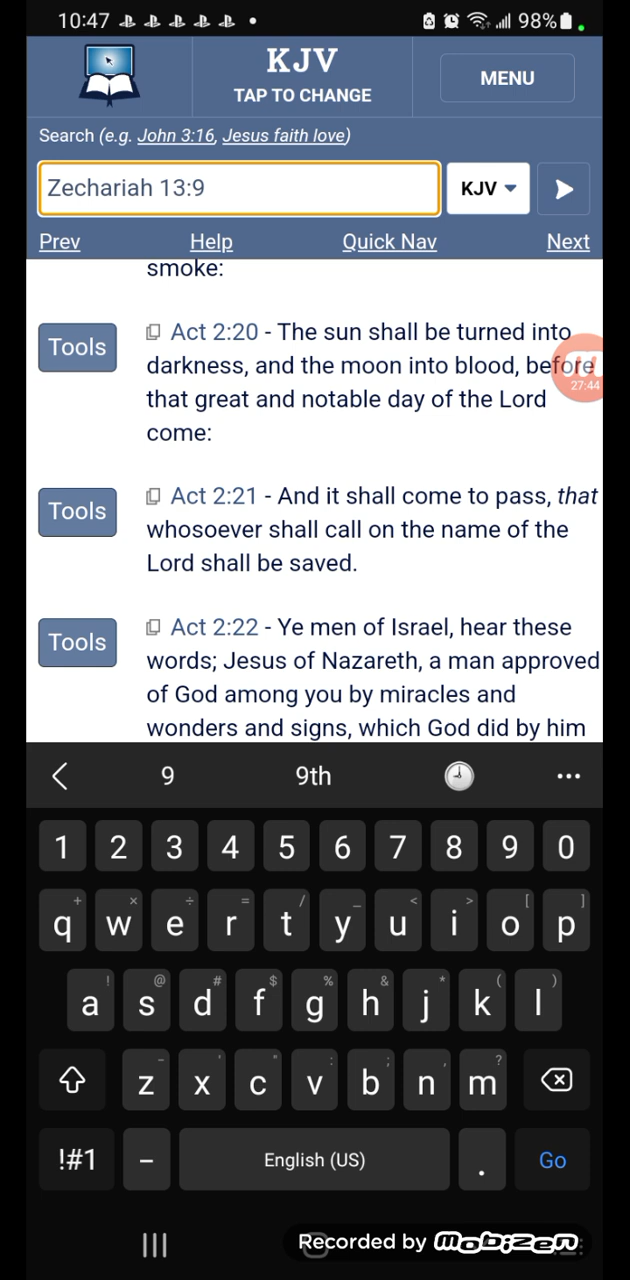 10:47
98%
KJV
TAP TO CHANGE
MENU
Search (e.g. John 3:16, Jesus faith love)
Zechariah 13:9
KJV
Prev Help Quick Nav Next
smoke:
Tools
Act 2:20 - The sun shall be turned into
darkness, and the moon into blood, before
that great and notable day of the Lord
come:
27:44
Tools
Act 2:21 - And it shall come to pass, that
whosoever shall call on the name of the
Lord shall be saved.
Tools
Act 2:22 - Ye men of Israel, hear these
words; Jesus of Nazareth, a man approved
of God among you by miracles and
wonders and signs, which God did by him
9 9th
1 2 3 4 5 6 7 8 9 0
+ × ÷ = / _ < > [ ]
q w e r t y u i o p
! @ # $ % & * ( )
a s d f g h j k l
- ' " : ; , ?
z x c v b n m
!#1 – English (US) . Go
Recorded by mobizen